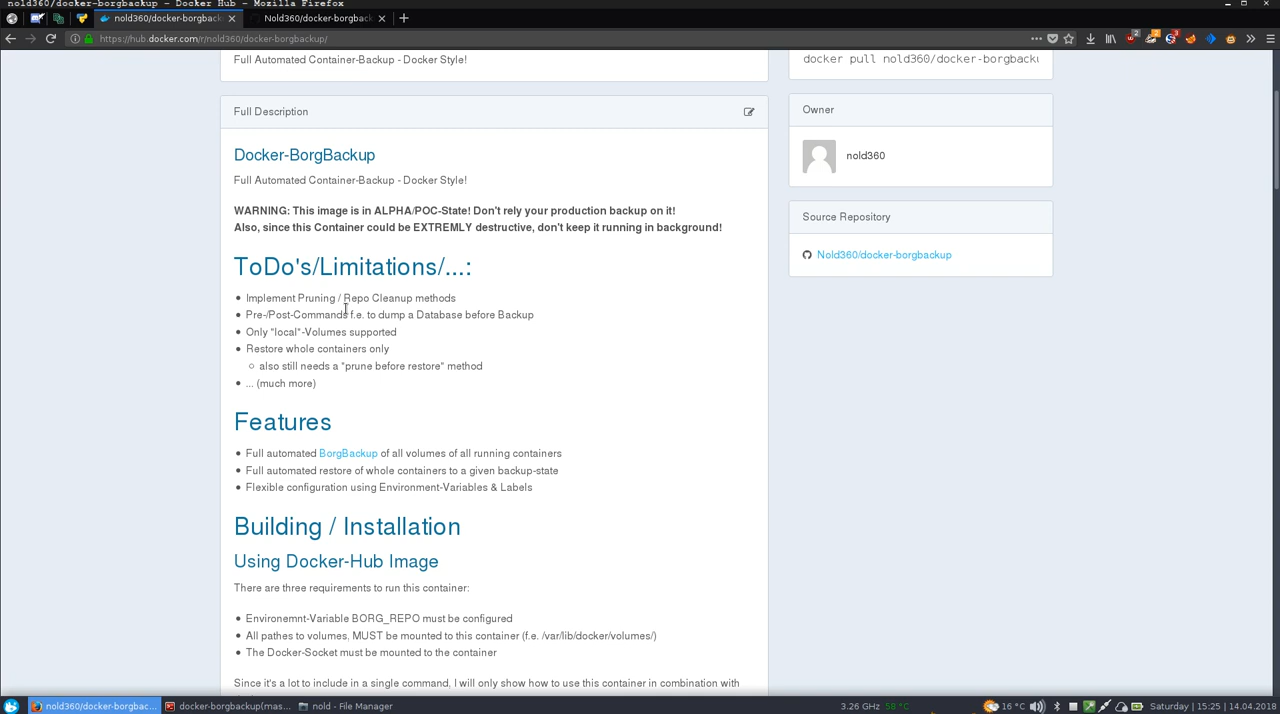 nold360/docker-borgbackup - Docker Hub - Mozilla Firefox
nold360/docker-borgback
Nold360/docker-borgbackup
https://hub.docker.com/r/nold360/docker-borgbackup/
2
2
3
Full Automated Container-Backup - Docker Style!
docker pull nold360/docker-borgback
Full Description
Owner
nold360
Source Repository
Nold360/docker-borgbackup
Docker-BorgBackup
Full Automated Container-Backup - Docker Style!
WARNING: This image is in ALPHA/POC-State! Don't rely your production backup on it!
Also, since this Container could be EXTREMLY destructive, don't keep it running in background!
ToDo's/Limitations/...:
Implement Pruning / Repo Cleanup methods
Pre-/Post-Commands f.e. to dump a Database before Backup
Only "local"-Volumes supported
Restore whole containers only
also still needs a "prune before restore" method
... (much more)
Features
Full automated BorgBackup of all volumes of all running containers
Full automated restore of whole containers to a given backup-state
Flexible configuration using Environment-Variables & Labels
Building / Installation
Using Docker-Hub Image
There are three requirements to run this container:
Environemnt-Variable BORG_REPO must be configured
All pathes to volumes, MUST be mounted to this container (f.e. /var/lib/docker/volumes/)
The Docker-Socket must be mounted to the container
Since it's a lot to include in a single command, I will only show how to use this container in combination with
nold360/docker-borgbac...
docker-borgbackup(mas...
nold - File Manager
3.26 GHz 58 °C
16 °C
Saturday | 15:25 | 14.04.2018